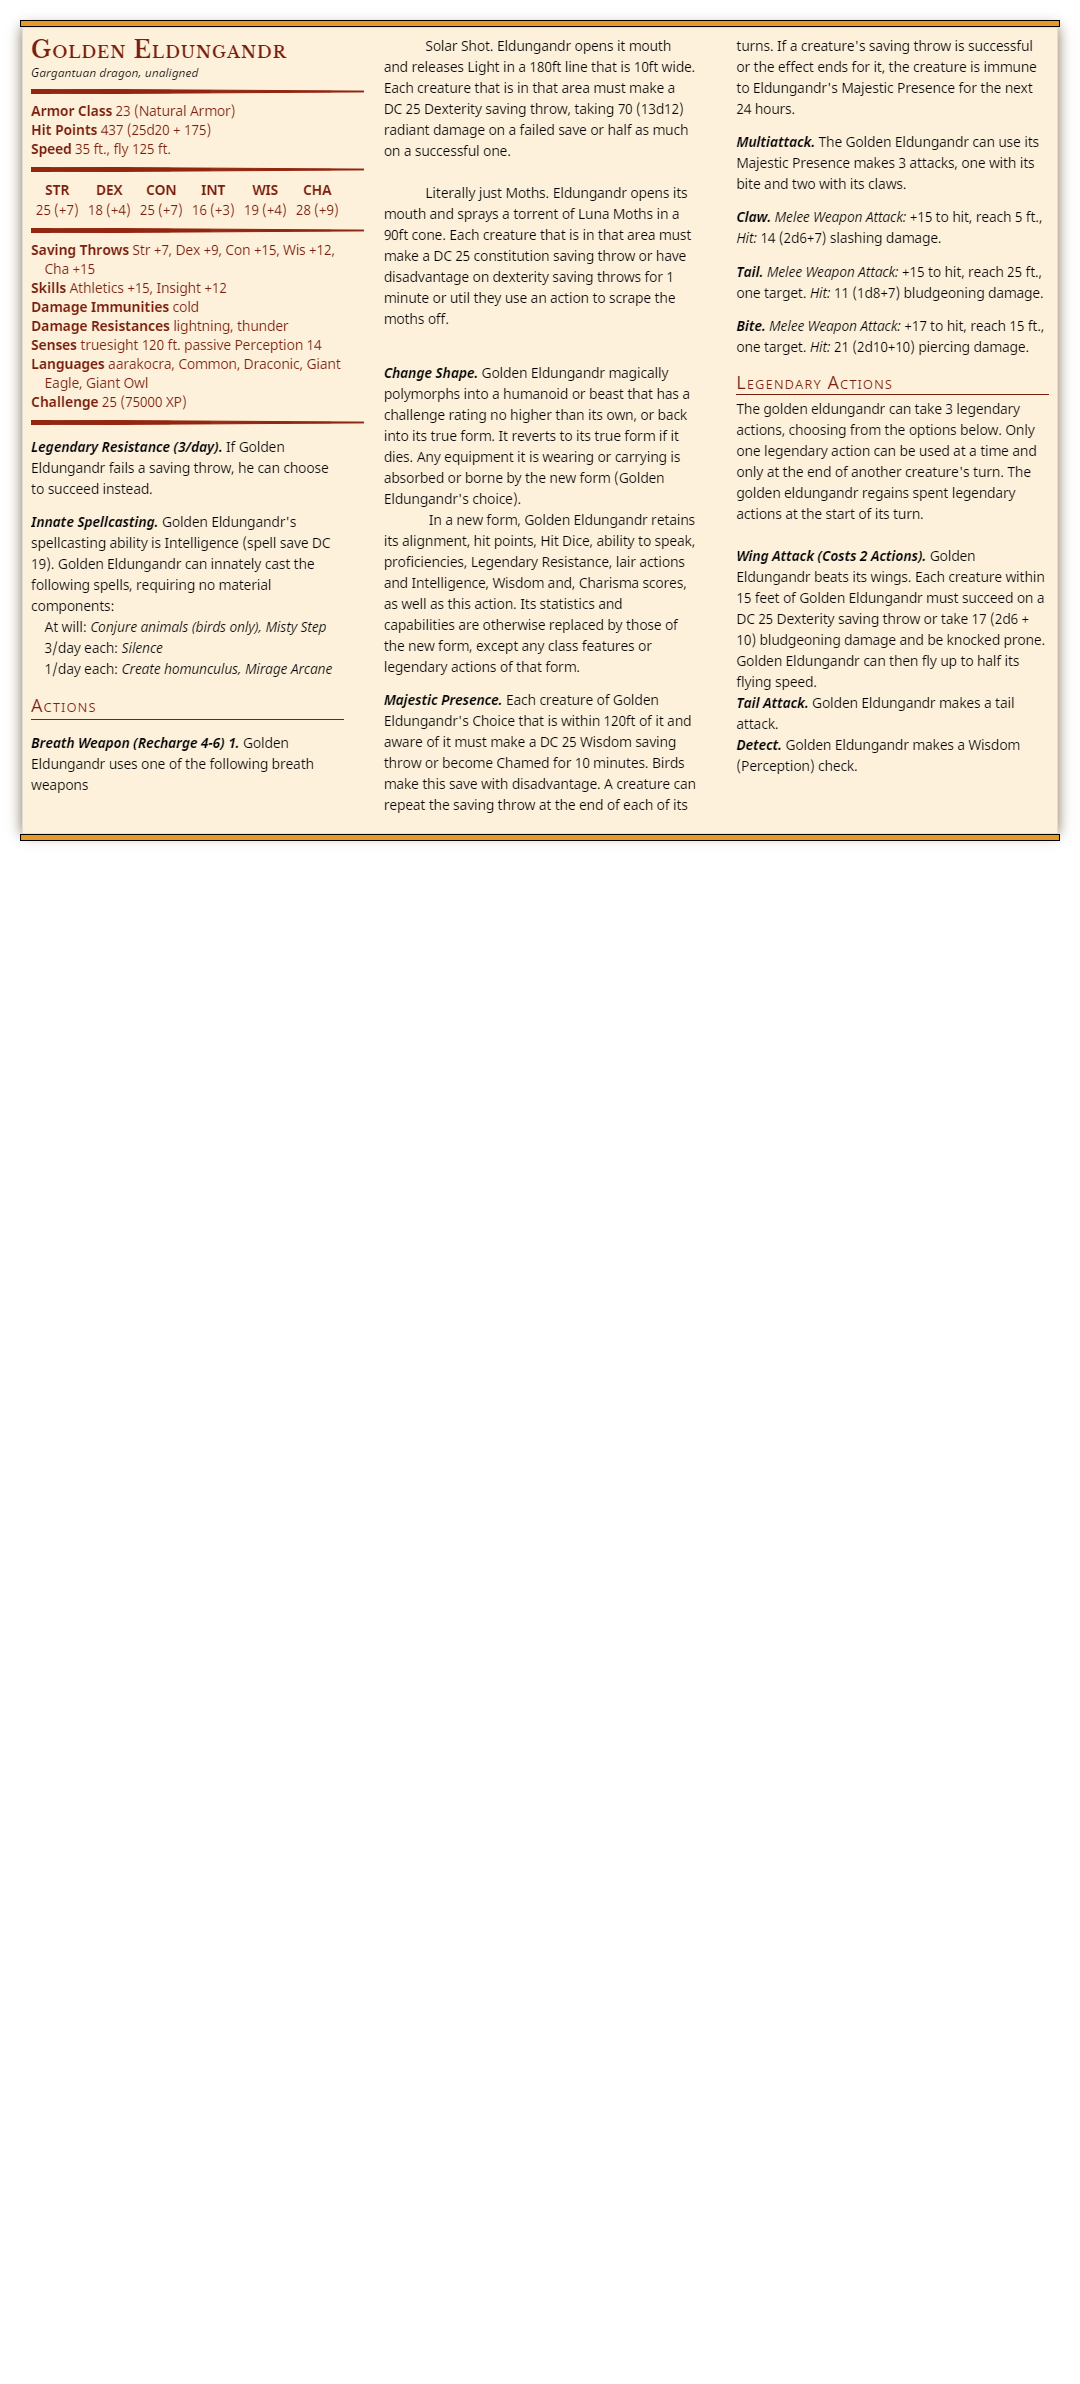 Golden Eldungandr
Gargantuan dragon, unaligned
Armor Class 23 (Natural Armor)
Hit Points 437 (25d20 + 175)
Speed 35 ft., fly 125 ft.
STR DEX CON INT WIS CHA
25 (+7) 18 (+4) 25 (+7) 16 (+3) 19 (+4) 28 (+9)
Saving Throws Str +7, Dex +9, Con +15, Wis +12,
Cha +15
Skills Athletics +15, Insight +12
Damage Immunities cold
Damage Resistances lightning, thunder
Senses truesight 120 ft. passive Perception 14
Languages aarakocra, Common, Draconic, Giant
Eagle, Giant Owl
Challenge 25 (75000 XP)
Legendary Resistance (3/day). If Golden
Eldungandr fails a saving throw, he can choose
to succeed instead.
Innate Spellcasting. Golden Eldungandr's
spellcasting ability is Intelligence (spell save DC
19). Golden Eldungandr can innately cast the
following spells, requiring no material
components:
At will: Conjure animals (birds only), Misty Step
3/day each: Silence
1/day each: Create homunculus, Mirage Arcane
Actions
Breath Weapon (Recharge 4-6) 1. Golden
Eldungandr uses one of the following breath
weapons
Solar Shot. Eldungandr opens it mouth
and releases Light in a 180ft line that is 10ft wide.
Each creature that is in that area must make a
DC 25 Dexterity saving throw, taking 70 (13d12)
radiant damage on a failed save or half as much
on a successful one.
Literally just Moths. Eldungandr opens its
mouth and sprays a torrent of Luna Moths in a
90ft cone. Each creature that is in that area must
make a DC 25 constitution saving throw or have
disadvantage on dexterity saving throws for 1
minute or util they use an action to scrape the
moths off.
Change Shape. Golden Eldungandr magically
polymorphs into a humanoid or beast that has a
challenge rating no higher than its own, or back
into its true form. It reverts to its true form if it
dies. Any equipment it is wearing or carrying is
absorbed or borne by the new form (Golden
Eldungandr's choice).
In a new form, Golden Eldungandr retains
its alignment, hit points, Hit Dice, ability to speak,
proficiencies, Legendary Resistance, lair actions
and Intelligence, Wisdom and, Charisma scores,
as well as this action. Its statistics and
capabilities are otherwise replaced by those of
the new form, except any class features or
legendary actions of that form.
Majestic Presence. Each creature of Golden
Eldungandr's Choice that is within 120ft of it and
aware of it must make a DC 25 Wisdom saving
throw or become Chamed for 10 minutes. Birds
make this save with disadvantage. A creature can
repeat the saving throw at the end of each of its
turns. If a creature's saving throw is successful
or the effect ends for it, the creature is immune
to Eldungandr's Majestic Presence for the next
24 hours.
Multiattack. The Golden Eldungandr can use its
Majestic Presence makes 3 attacks, one with its
bite and two with its claws.
Claw. Melee Weapon Attack: +15 to hit, reach 5 ft.,
Hit: 14 (2d6+7) slashing damage.
Tail. Melee Weapon Attack: +15 to hit, reach 25 ft.,
one target. Hit: 11 (1d8+7) bludgeoning damage.
Bite. Melee Weapon Attack: +17 to hit, reach 15 ft.,
one target. Hit: 21 (2d10+10) piercing damage.
Legendary Actions
The golden eldungandr can take 3 legendary
actions, choosing from the options below. Only
one legendary action can be used at a time and
only at the end of another creature's turn. The
golden eldungandr regains spent legendary
actions at the start of its turn.
Wing Attack (Costs 2 Actions). Golden
Eldungandr beats its wings. Each creature within
15 feet of Golden Eldungandr must succeed on a
DC 25 Dexterity saving throw or take 17 (2d6 +
10) bludgeoning damage and be knocked prone.
Golden Eldungandr can then fly up to half its
flying speed.
Tail Attack. Golden Eldungandr makes a tail
attack.
Detect. Golden Eldungandr makes a Wisdom
(Perception) check.